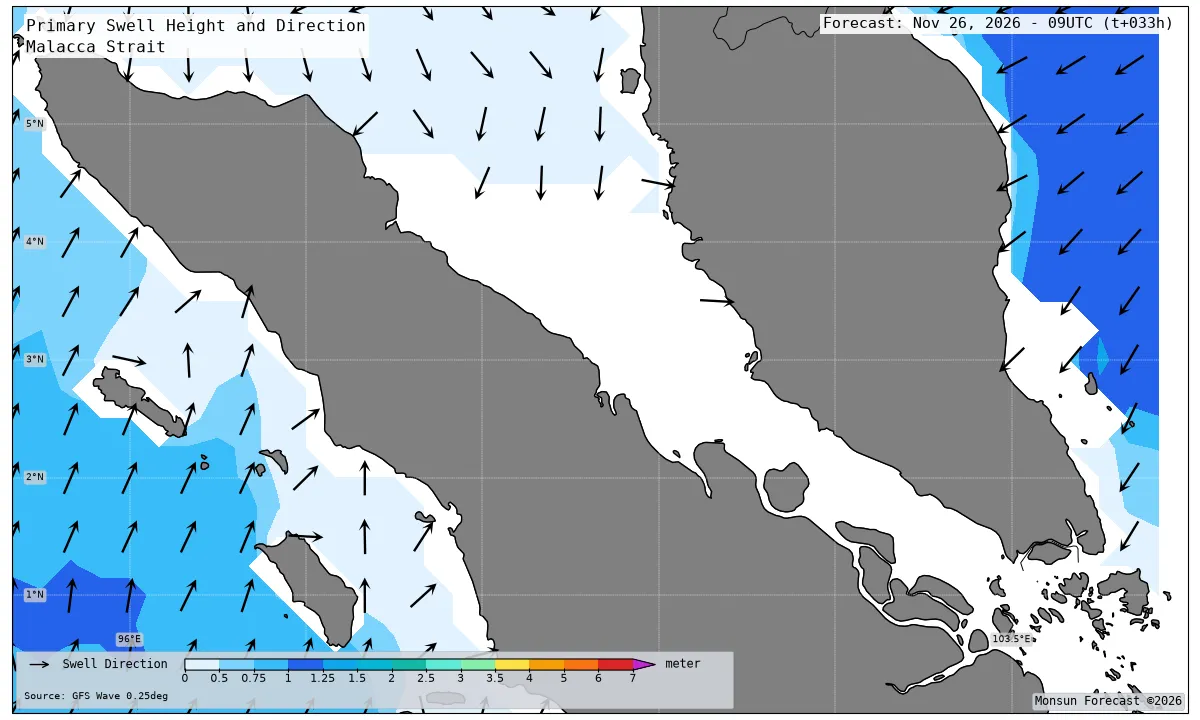 Primary Swell Height and Direction
Malacca Strait
Forecast: Nov 26, 2026 - 09UTC (t+033h)
5°N
4°N
3°N
2°N
1°N
96°E
103.5°E
Swell Direction
meter
0 0.5 0.75 1 1.25 1.5 2 2.5 3 3.5 4 5 6 7
Source: GFS Wave 0.25deg
Monsun Forecast ©2026